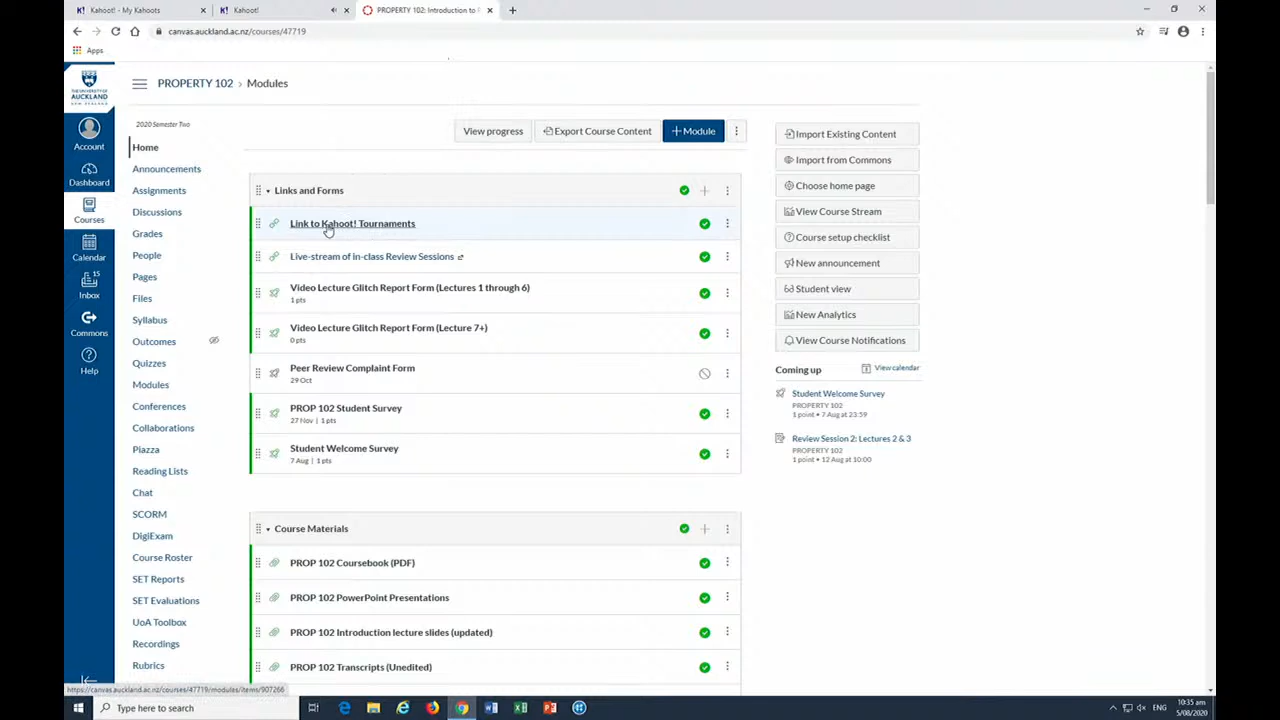 K! Kahoot! - My Kahoots
K! Kahoot!
PROPERTY 102: Introduction to P
canvas.auckland.ac.nz/courses/47719
Apps
THE UNIVERSITY OF
AUCKLAND
NEW ZEALAND
Account
Dashboard
Courses
Calendar
15
Inbox
Commons
Help
PROPERTY 102 › Modules
2020 Semester Two
Home
Announcements
Assignments
Discussions
Grades
People
Pages
Files
Syllabus
Outcomes
Quizzes
Modules
Conferences
Collaborations
Piazza
Reading Lists
Chat
SCORM
DigiExam
Course Roster
SET Reports
SET Evaluations
UoA Toolbox
Recordings
Rubrics
View progress
Export Course Content
+ Module
Links and Forms
Link to Kahoot! Tournaments
Live-stream of in-class Review Sessions
Video Lecture Glitch Report Form (Lectures 1 through 6)
1 pts
Video Lecture Glitch Report Form (Lecture 7+)
0 pts
Peer Review Complaint Form
29 Oct
PROP 102 Student Survey
27 Nov | 1 pts
Student Welcome Survey
7 Aug | 1 pts
Course Materials
PROP 102 Coursebook (PDF)
PROP 102 PowerPoint Presentations
PROP 102 Introduction lecture slides (updated)
PROP 102 Transcripts (Unedited)
Import Existing Content
Import from Commons
Choose home page
View Course Stream
Course setup checklist
New announcement
Student view
New Analytics
View Course Notifications
Coming up
View calendar
Student Welcome Survey
PROPERTY 102
1 point • 7 Aug at 23:59
Review Session 2: Lectures 2 & 3
PROPERTY 102
1 point • 12 Aug at 10:00
https://canvas.auckland.ac.nz/courses/47719/modules/items/907266
Type here to search
ENG
10:35 am
5/08/2020